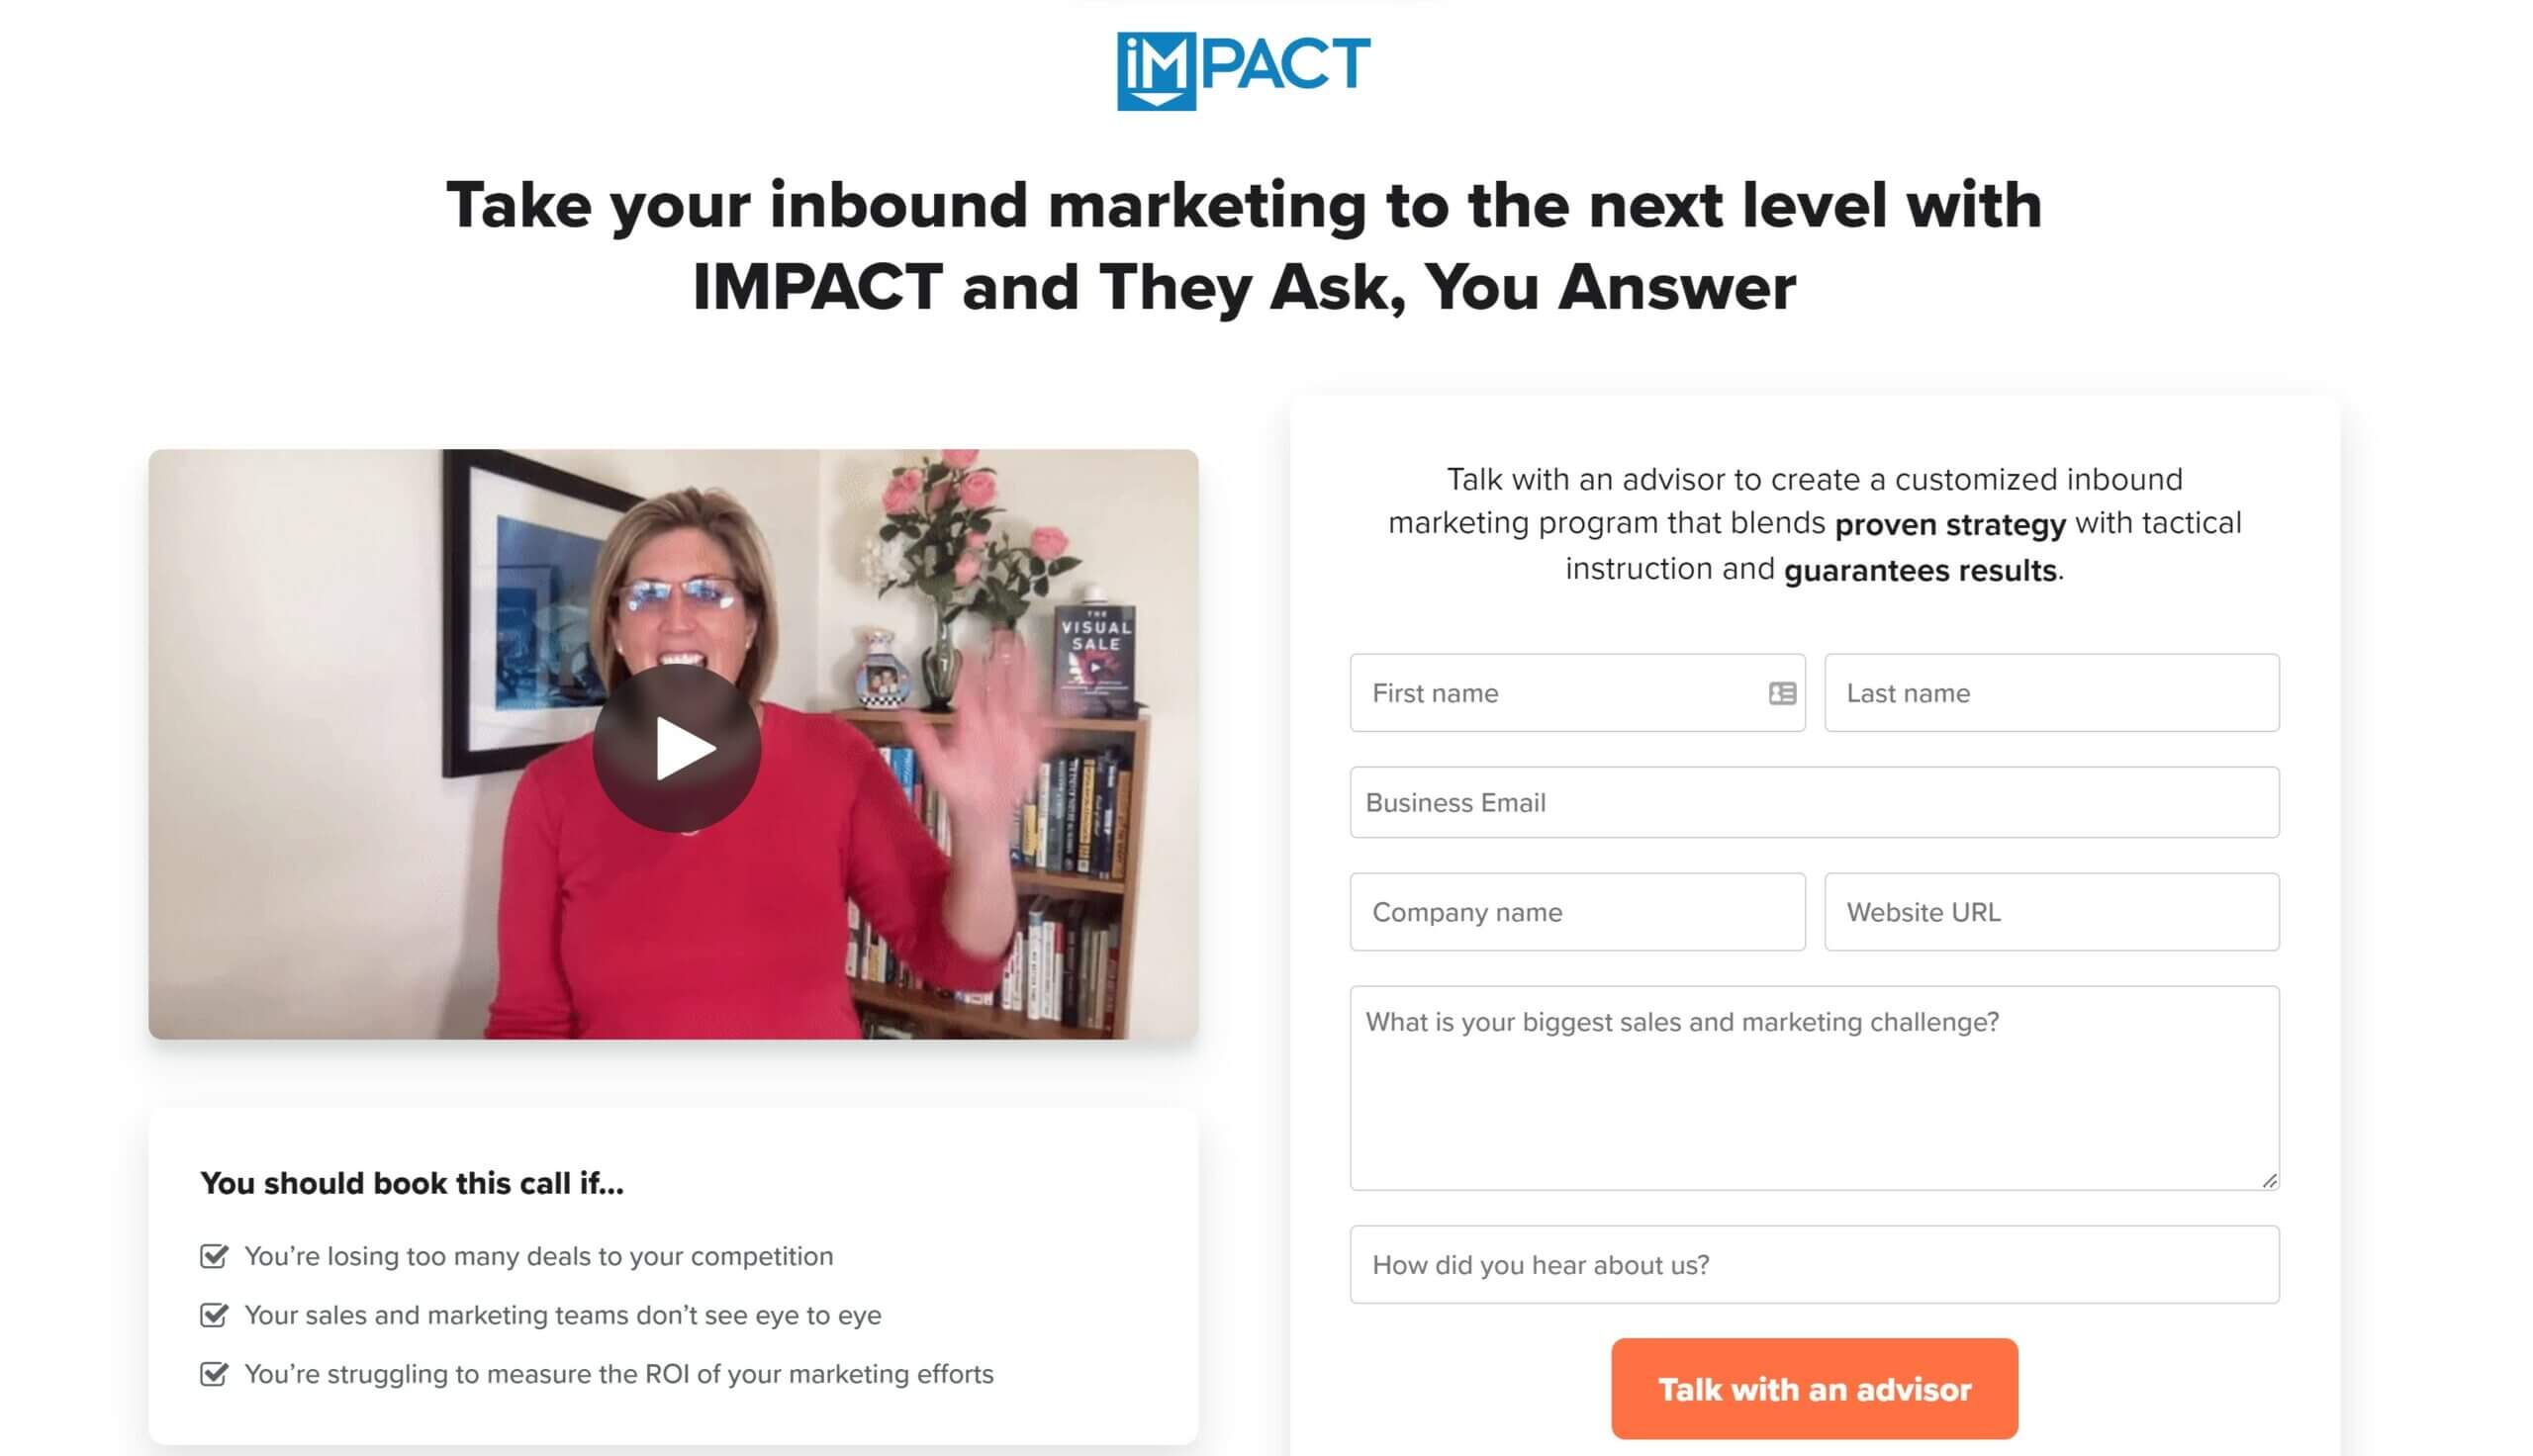 iMPACT
Take your inbound marketing to the next level with
IMPACT and They Ask, You Answer
THE
VISUAL
SALE
You should book this call if...
You’re losing too many deals to your competition
Your sales and marketing teams don’t see eye to eye
You’re struggling to measure the ROI of your marketing efforts
Talk with an advisor to create a customized inbound
marketing program that blends proven strategy with tactical
instruction and guarantees results.
First name
Last name
Business Email
Company name
Website URL
What is your biggest sales and marketing challenge?
How did you hear about us?
Talk with an advisor